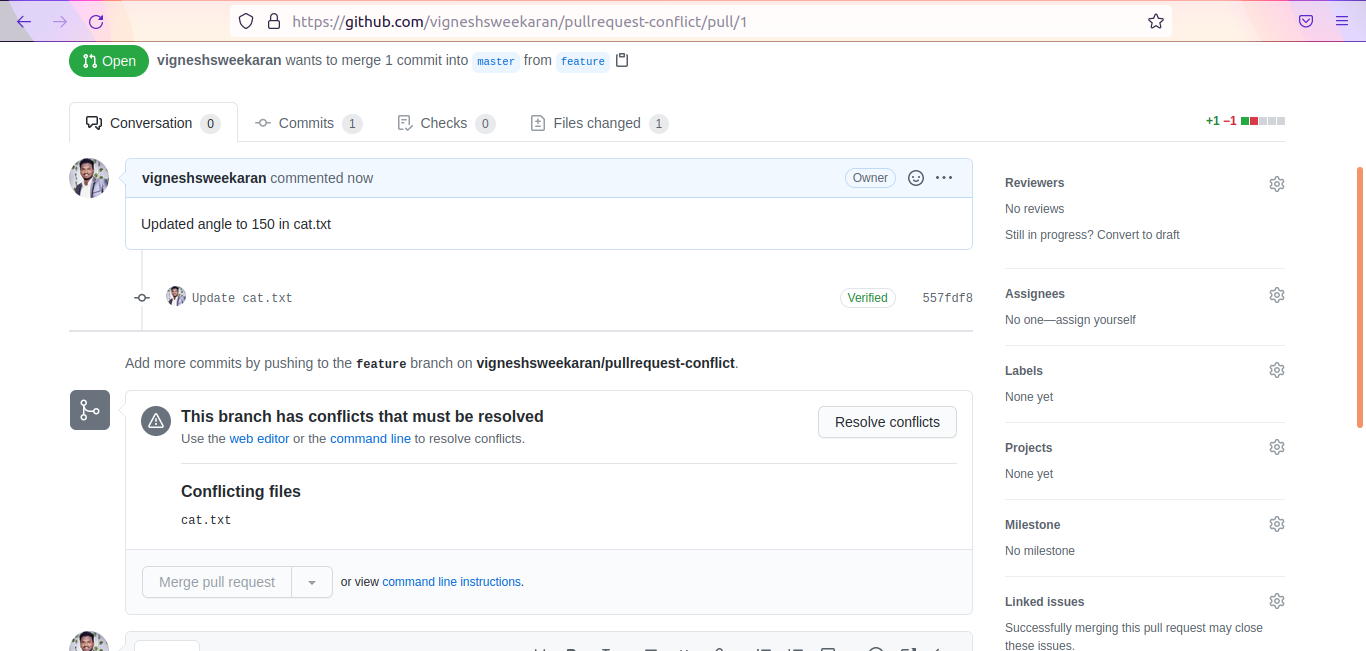 https://github.com/vigneshsweekaran/pullrequest-conflict/pull/1
Open vigneshsweekaran wants to merge 1 commit into master from feature
Conversation 0 Commits 1 Checks 0 Files changed 1 +1 −1
vigneshsweekaran commented now Owner
Updated angle to 150 in cat.txt
Update cat.txt Verified 557fdf8
Add more commits by pushing to the feature branch on vigneshsweekaran/pullrequest-conflict.
This branch has conflicts that must be resolved
Use the web editor or the command line to resolve conflicts.
Resolve conflicts
Conflicting files
cat.txt
Merge pull request or view command line instructions.
Reviewers
No reviews
Still in progress? Convert to draft
Assignees
No one—assign yourself
Labels
None yet
Projects
None yet
Milestone
No milestone
Linked issues
Successfully merging this pull request may close
these issues.